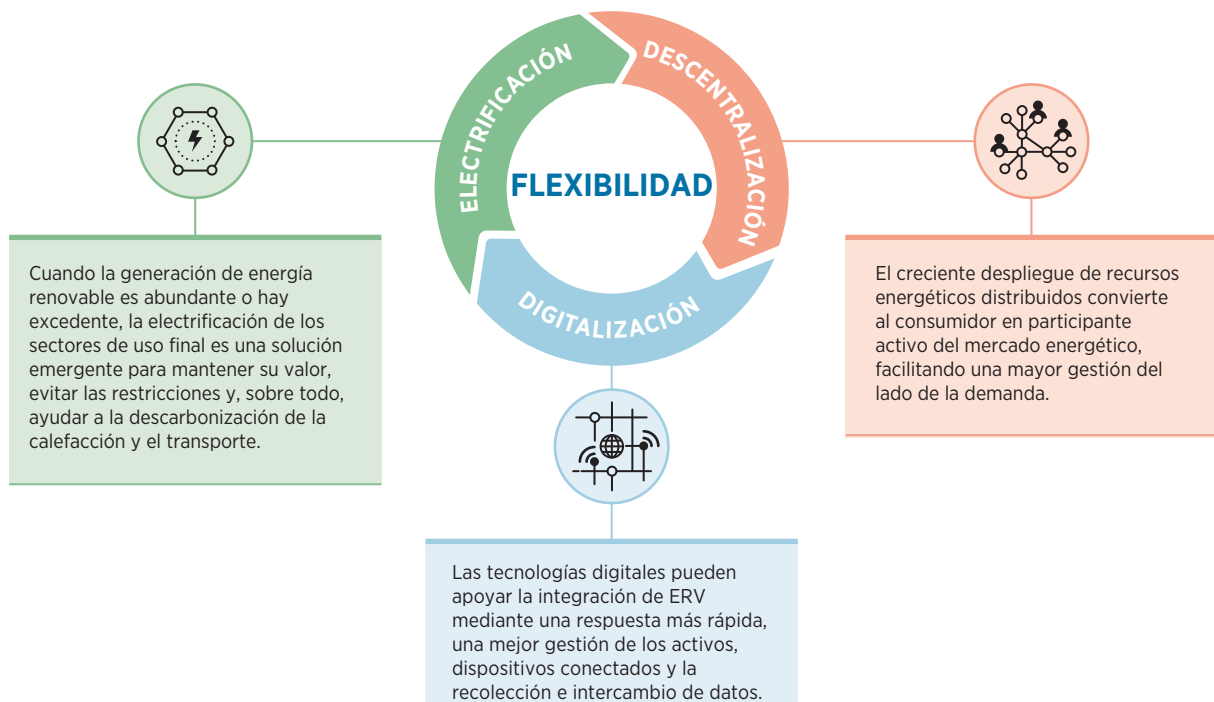 ELECTRIFICACIÓN
DESCENTRALIZACIÓN
FLEXIBILIDAD
DIGITALIZACIÓN
Cuando la generación de energía
renovable es abundante o hay
excedente, la electrificación de los
sectores de uso final es una solución
emergente para mantener su valor,
evitar las restricciones y, sobre todo,
ayudar a la descarbonización de la
calefacción y el transporte.
El creciente despliegue de recursos
energéticos distribuidos convierte
al consumidor en participante
activo del mercado energético,
facilitando una mayor gestión del
lado de la demanda.
Las tecnologías digitales pueden
apoyar la integración de ERV
mediante una respuesta más rápida,
una mejor gestión de los activos,
dispositivos conectados y la
recolección e intercambio de datos.